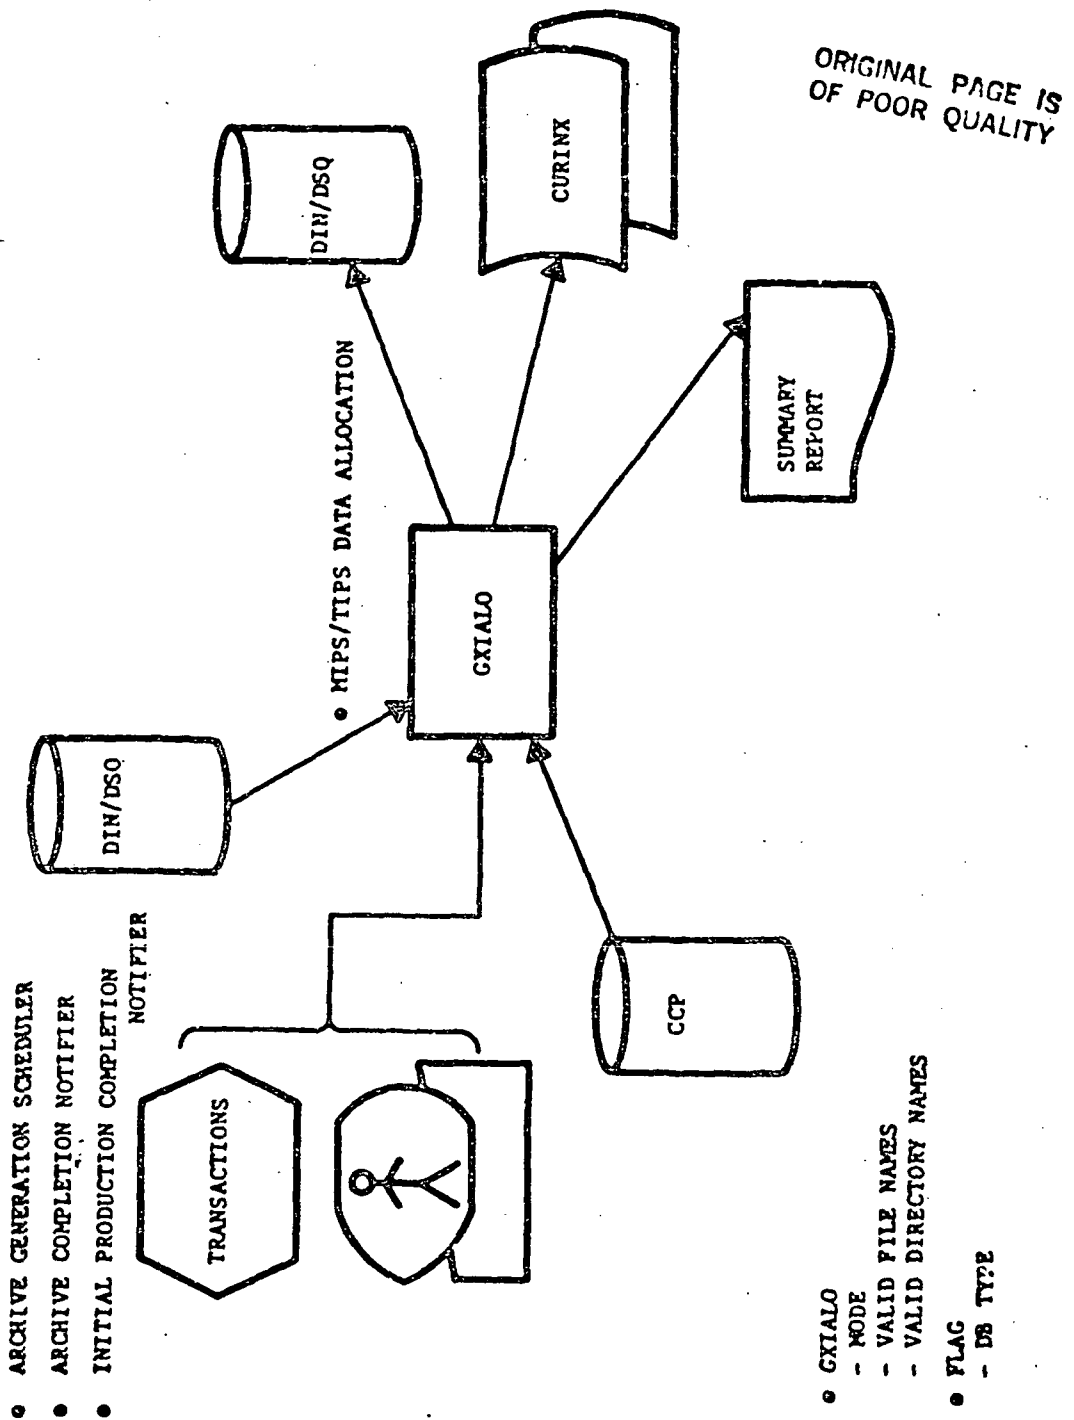 ORIGINAL PAGE IS
OF POOR QUALITY
● ARCHIVE GENERATION SCHEDULER
● ARCHIVE COMPLETION NOTIFIER
● INITIAL PRODUCTION COMPLETION
NOTIFIER
TRANSACTIONS
DIN/DSQ
CCP
● MIPS/TIPS DATA ALLOCATION
GXIALO
DIN/DSQ
CURINX
SUMMARY
REPORT
● GXIALO
- MODE
- VALID FILE NAMES
- VALID DIRECTORY NAMES
● FLAG
- DB TYPE